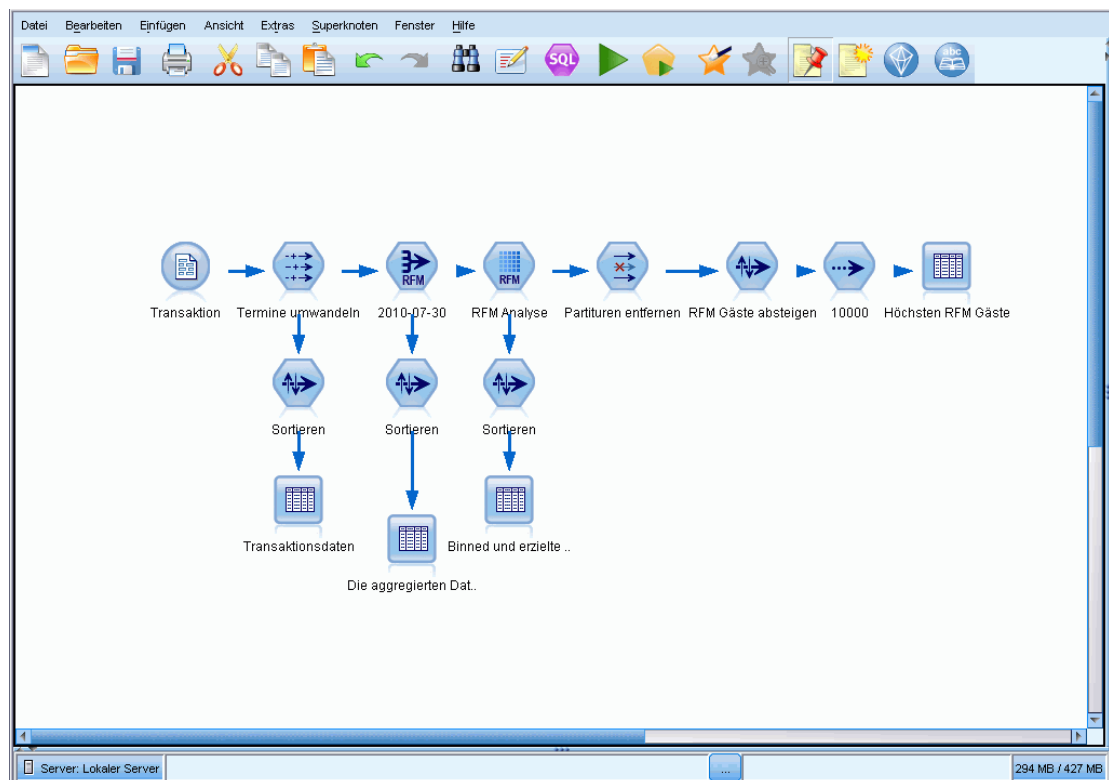 Datei Bearbeiten Einfügen Ansicht Extras Superknoten Fenster Hilfe
SQL
abc
RFM
RFM
Transaktion Termine umwandeln 2010-07-30 RFM Analyse Partituren entfernen RFM Gäste absteigen 10000 Höchsten RFM Gäste
Sortieren Sortieren Sortieren
Transaktionsdaten Binned und erzielte ..
Die aggregierten Dat..
Server: Lokaler Server ... 294 MB / 427 MB